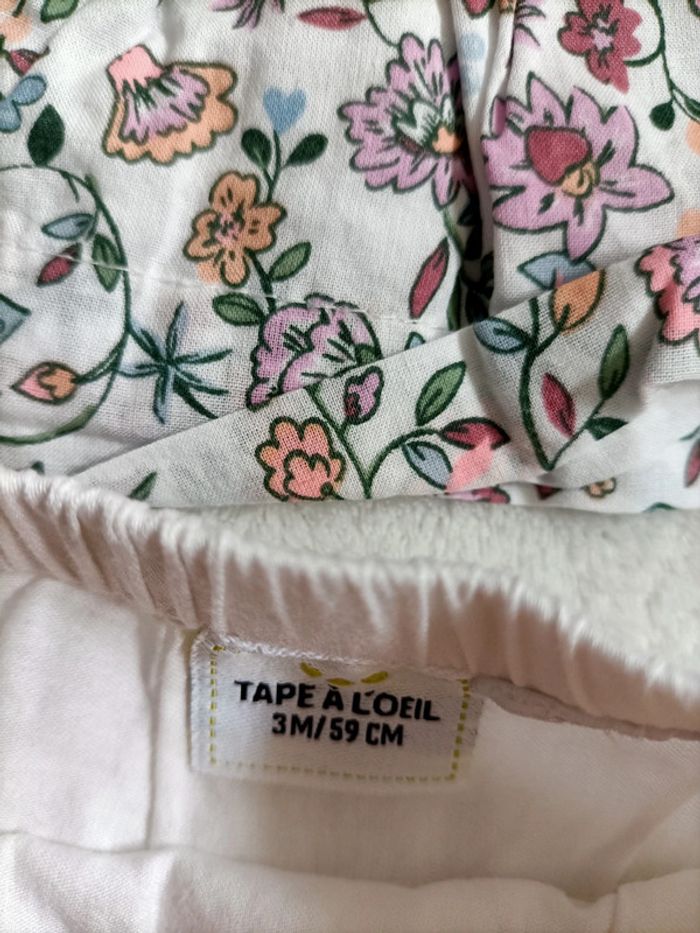 TAPE À L'OEIL
3M/59 CM